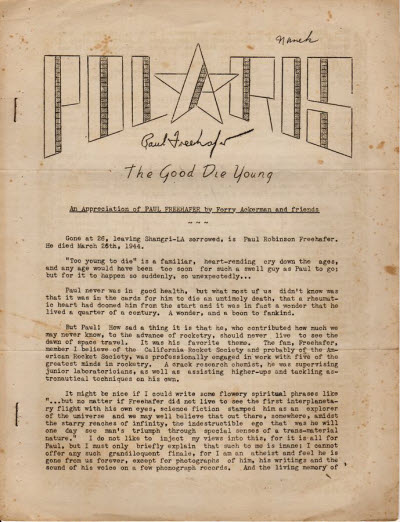 Nanek
POLARIS
Paul Freehafer
The Good Die Young
An Appreciation of PAUL FREEHAFER by Forry Ackerman and friends
- - -
Gone at 26, leaving Shangri-LA sorrowed, is Paul Robinson Freehafer.
He died March 26th, 1944.
"Too young to die" is a familiar, heart-rending cry down the ages,
and any age would have been too soon for such a swell guy as Paul to go;
but for it to happen so suddenly, so unexpectedly...
Paul never was in good health, but what most of us didn't know was
that it was in the cards for him to die an untimely death, that a rheumat-
ic heart had doomed him from the start and it was in fact a wonder that he
lived a quarter of a century. A wonder, and a boon to fankind.
But Paul! How sad a thing it is that he, who contributed how much we
may never know, to the advance of rocketry, should never live to see the
dawn of space travel. It was his favorite theme. The fan, Freehafer,
member I believe of the California Rocket Society and probably of the Am-
erican Rocket Society, was professionally engaged in work with five of the
greatest minds in rocketry. A crack research chemist, he was supervising
junior laboratorians, as well as assisting higher-ups and tackling as-
tronautical techniques on his own.
It might be nice if I could write some flowery spiritual phrases like
"...but no matter if Freehafer did not live to see the first interplanetar-
y flight with his own eyes, science fiction stamped him as an explorer
of the universe and we may well believe that out there, somewhere, amidst
the starry reaches of infinity, the indestructible ego that was he will
one day see man's triumph through special senses of a trans-material
nature." I do not like to inject my views into this, for it is all for
Paul, but I must only briefly explain that such to me is inane: I cannot
offer any such grandiloquent finale, for I am an atheist and feel he is
gone from us forever, except for photographs of him, his writings and the
sound of his voice on a few phonograph records. And the living memory of